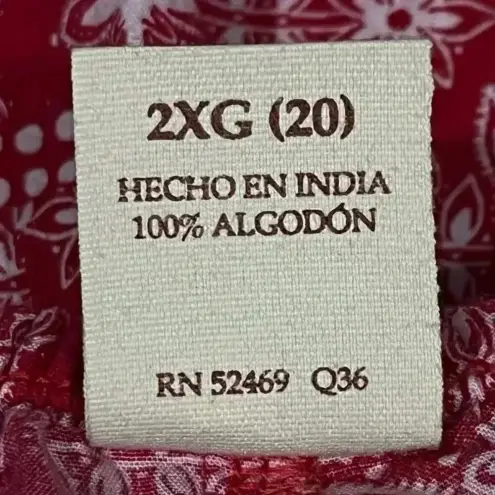 2XG (20)
HECHO EN INDIA
100% ALGODÓN
RN 52469 Q36